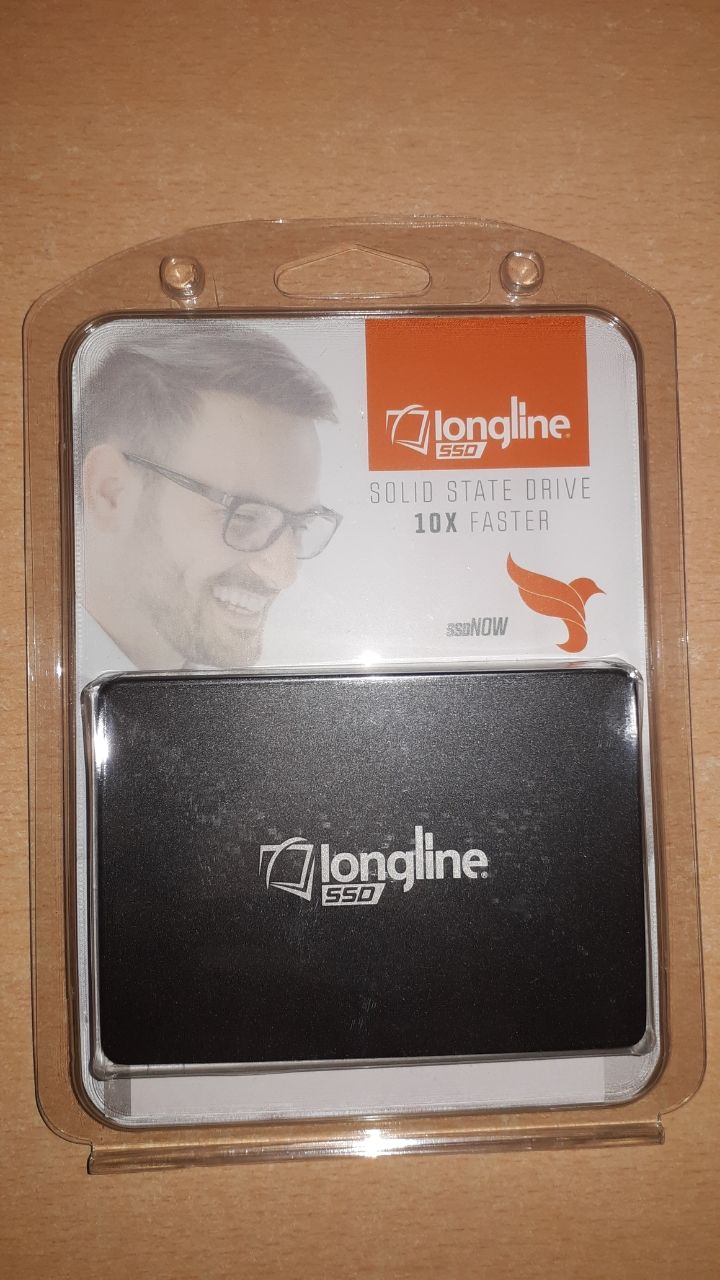 longline
SSD
SOLID STATE DRIVE
10X FASTER
SSDNOW
longline
SSD